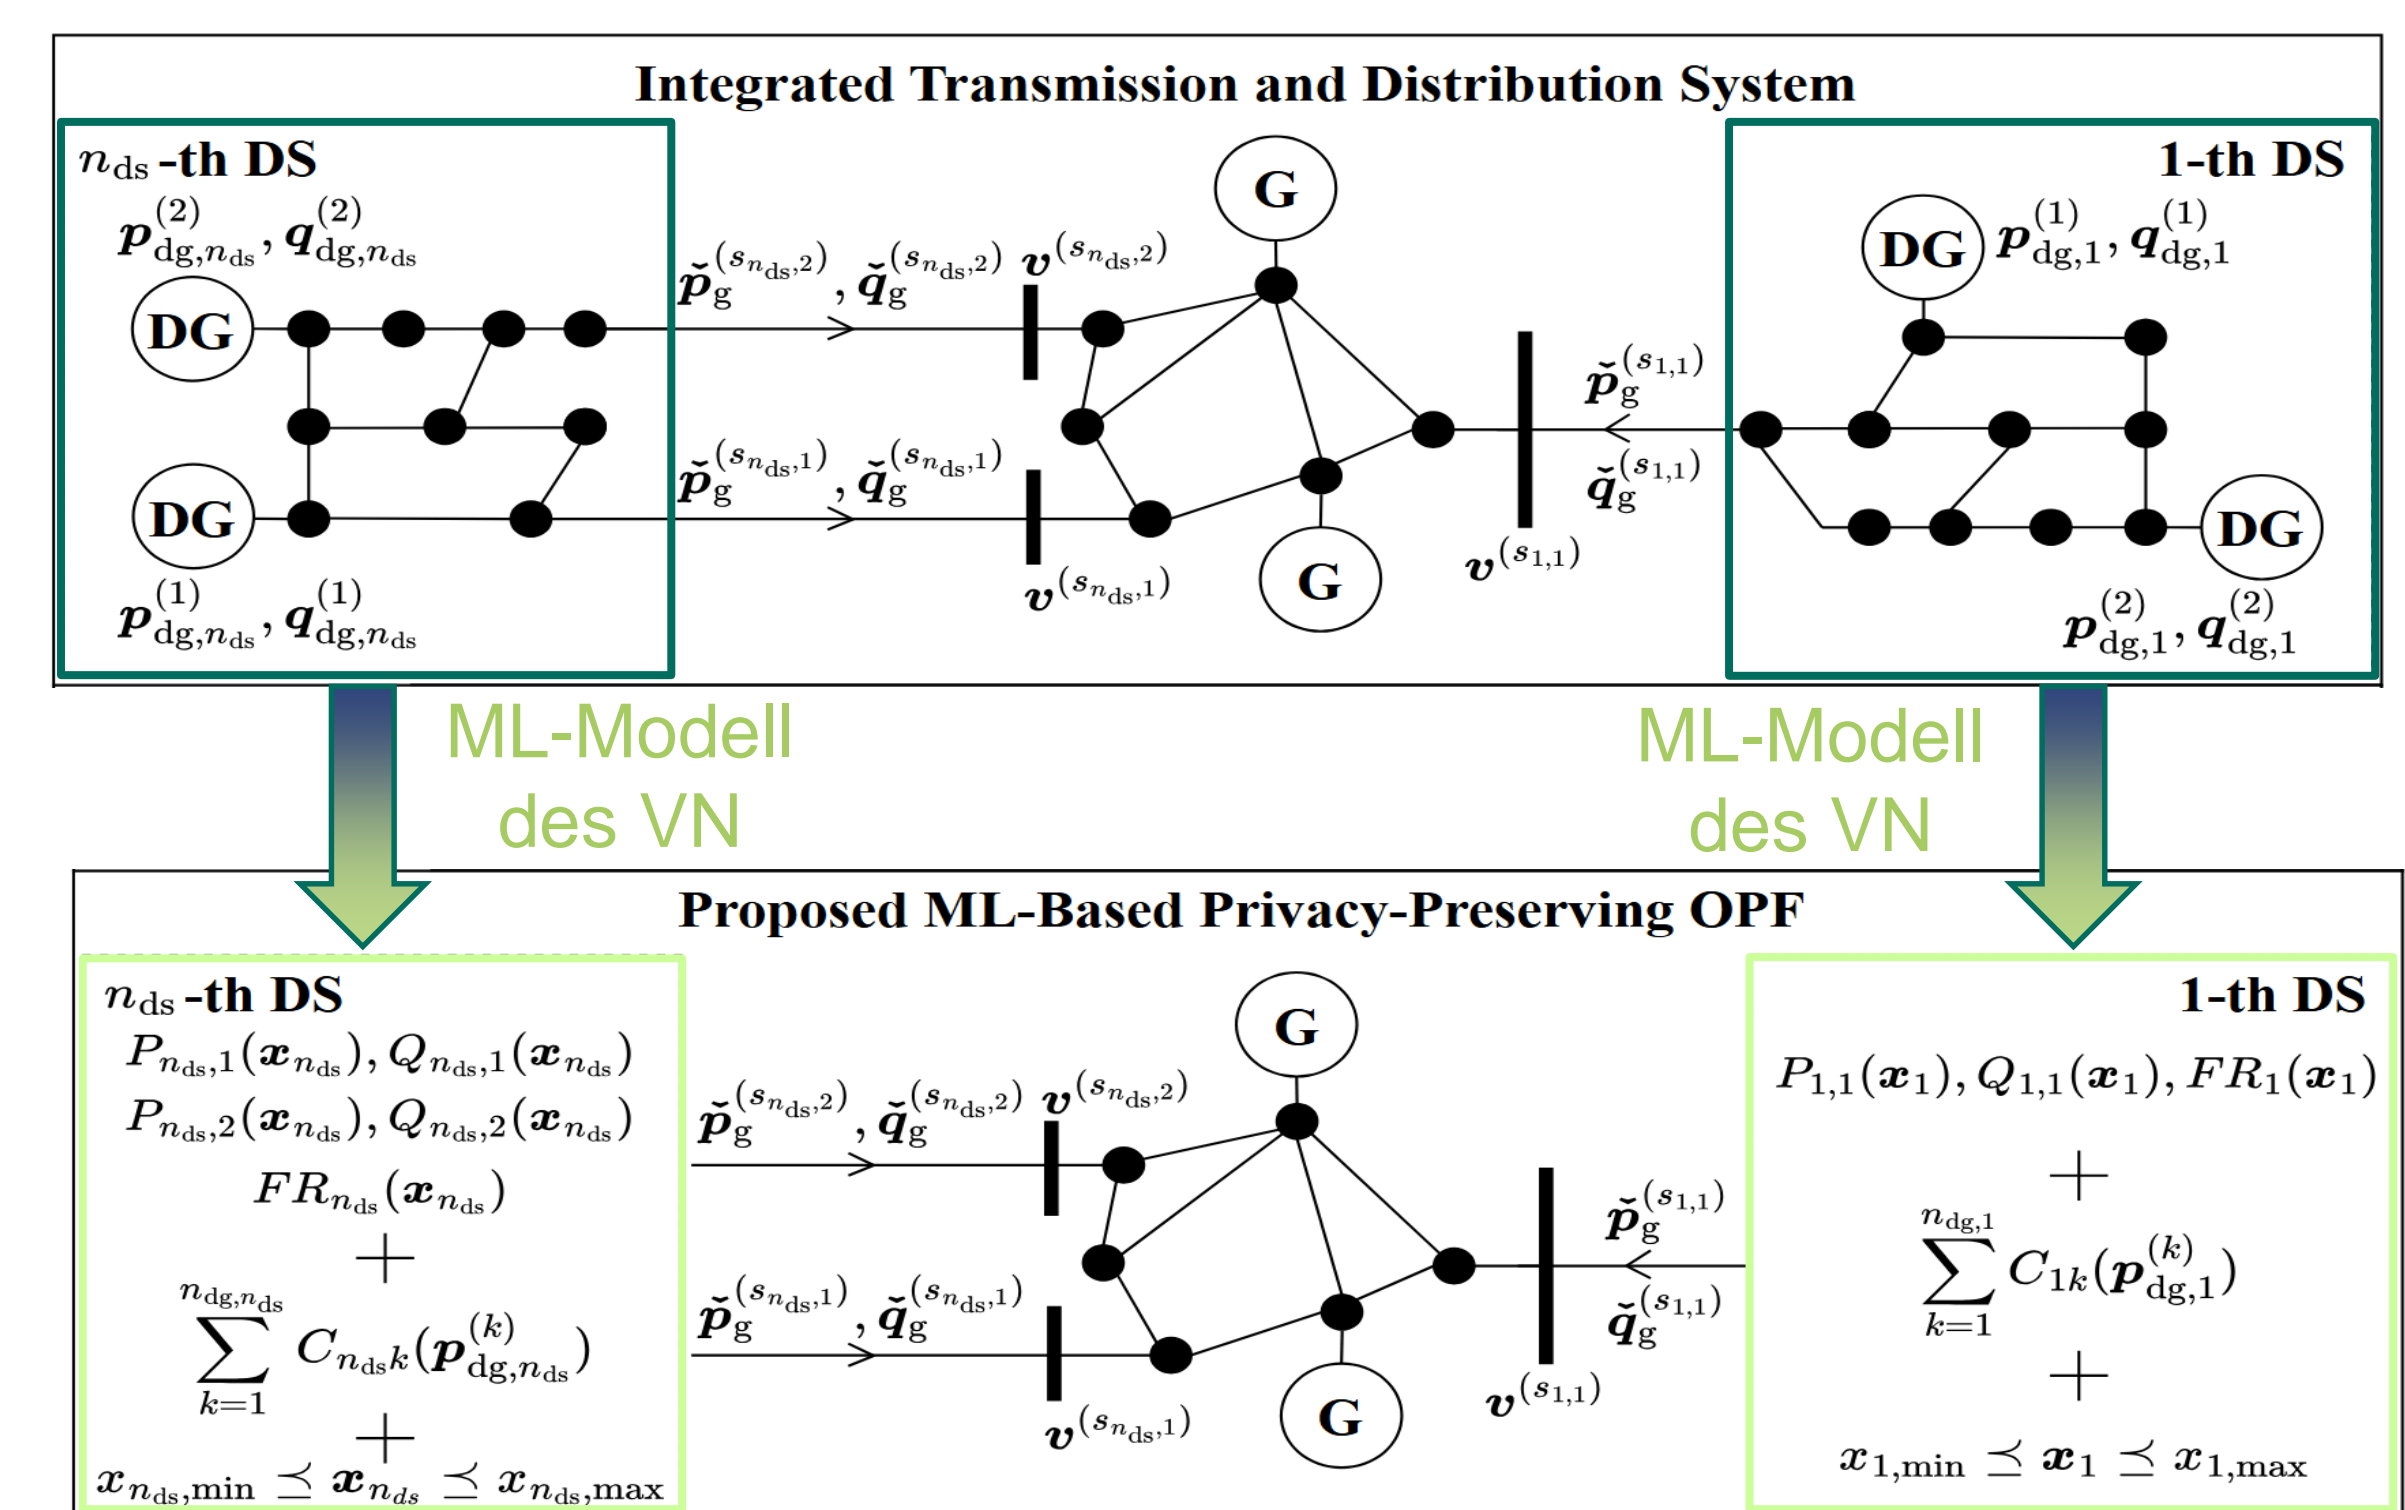 Integrated Transmission and Distribution System
n_ds -th DS
p_dg,n_ds^(2), q_dg,n_ds^(2)
DG
DG
p_dg,n_ds^(1), q_dg,n_ds^(1)
p̌_g^(s_n_ds,2), q̌_g^(s_n_ds,2) v^(s_n_ds,2)
p̌_g^(s_n_ds,1), q̌_g^(s_n_ds,1)
v^(s_n_ds,1)
G
G
p̌_g^(s_1,1)
q̌_g^(s_1,1)
v^(s_1,1)
1-th DS
DG p_dg,1^(1), q_dg,1^(1)
DG
p_dg,1^(2), q_dg,1^(2)
ML-Modell
des VN
ML-Modell
des VN
Proposed ML-Based Privacy-Preserving OPF
n_ds -th DS
P_n_ds,1(x_n_ds), Q_n_ds,1(x_n_ds)
P_n_ds,2(x_n_ds), Q_n_ds,2(x_n_ds)
FR_n_ds(x_n_ds)
+
∑_{k=1}^{n_dg,n_ds} C_n_ds k(p_dg,n_ds^(k))
+
x_n_ds,min ⪯ x_n_ds ⪯ x_n_ds,max
p̌_g^(s_n_ds,2), q̌_g^(s_n_ds,2) v^(s_n_ds,2)
p̌_g^(s_n_ds,1), q̌_g^(s_n_ds,1)
v^(s_n_ds,1)
G
G
p̌_g^(s_1,1)
q̌_g^(s_1,1)
v^(s_1,1)
1-th DS
P_1,1(x_1), Q_1,1(x_1), FR_1(x_1)
+
∑_{k=1}^{n_dg,1} C_1k(p_dg,1^(k))
+
x_1,min ⪯ x_1 ⪯ x_1,max